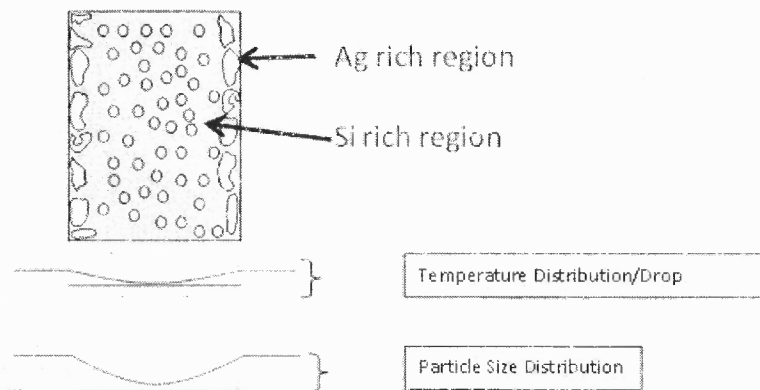 Ag rich region
Si rich region
Temperature Distribution/Drop
Particle Size Distribution